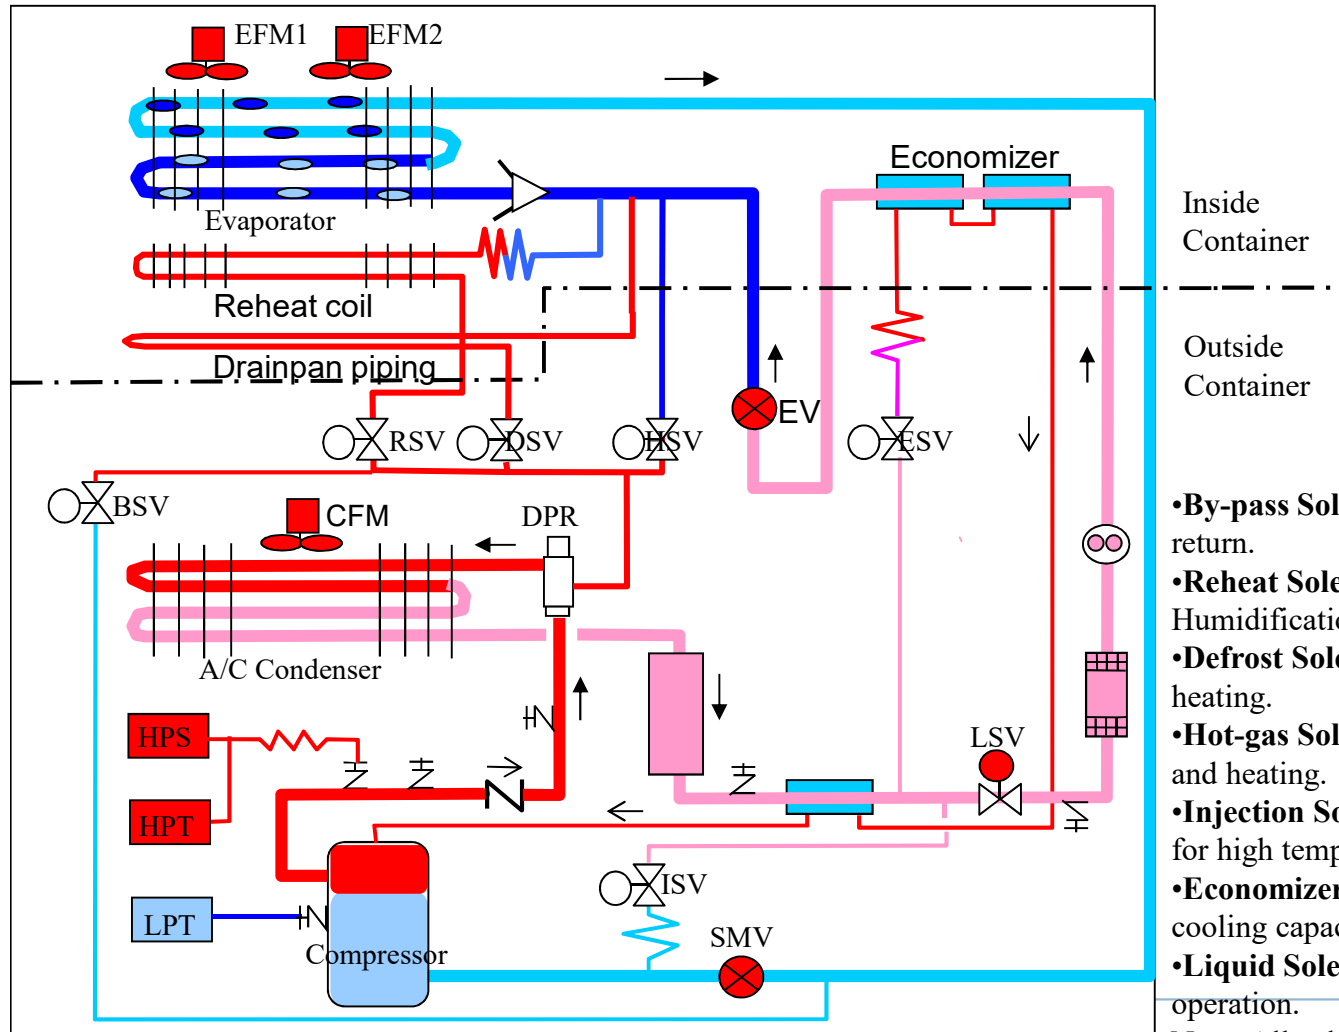 EFM1
EFM2
Economizer
Evaporator
Inside
Container
Reheat coil
Drainpan piping
Outside
Container
EV
RSV
DSV
HSV
ESV
BSV
CFM
DPR
•By-pass Sol
return.
•Reheat Sole
Humidificatio
•Defrost Sole
heating.
•Hot-gas Sol
and heating.
•Injection So
for high temp
•Economizer
cooling capac
•Liquid Sole
operation.
A/C Condenser
HPS
HPT
LPT
LSV
ISV
SMV
Compressor